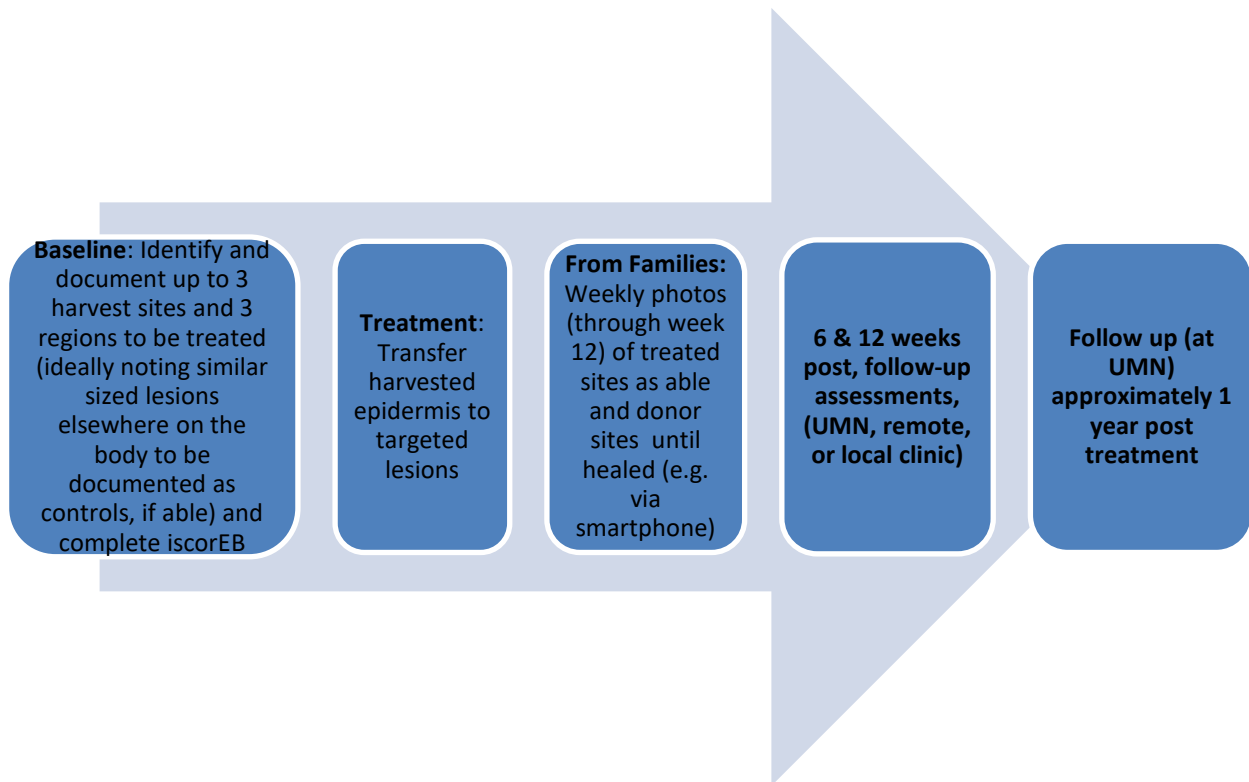 Baseline: Identify and
document up to 3
harvest sites and 3
regions to be treated
(ideally noting similar
sized lesions
elsewhere on the
body to be
documented as
controls, if able) and
complete iscorEB
Treatment:
Transfer
harvested
epidermis to
targeted
lesions
From Families:
Weekly photos
(through week
12) of treated
sites as able
and donor
sites until
healed (e.g.
via
smartphone)
6 & 12 weeks
post, follow-up
assessments,
(UMN, remote,
or local clinic)
Follow up (at
UMN)
approximately 1
year post
treatment